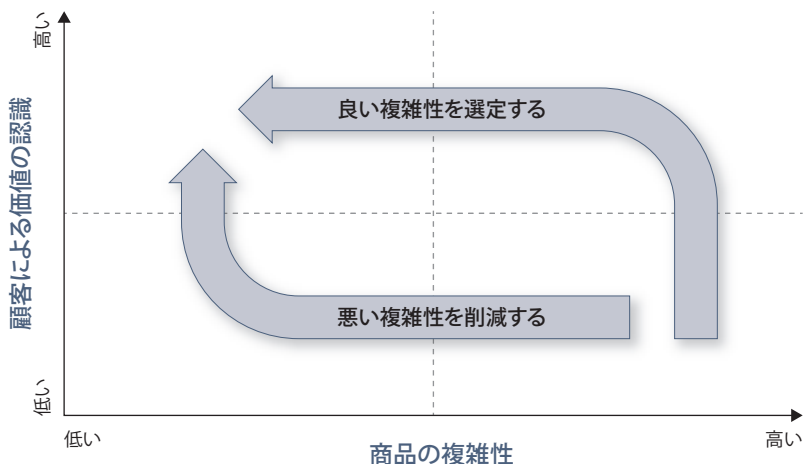 高い
良い複雑性を選定する
顧客による価値の認識
悪い複雑性を削減する
低い
低い
高い
商品の複雑性